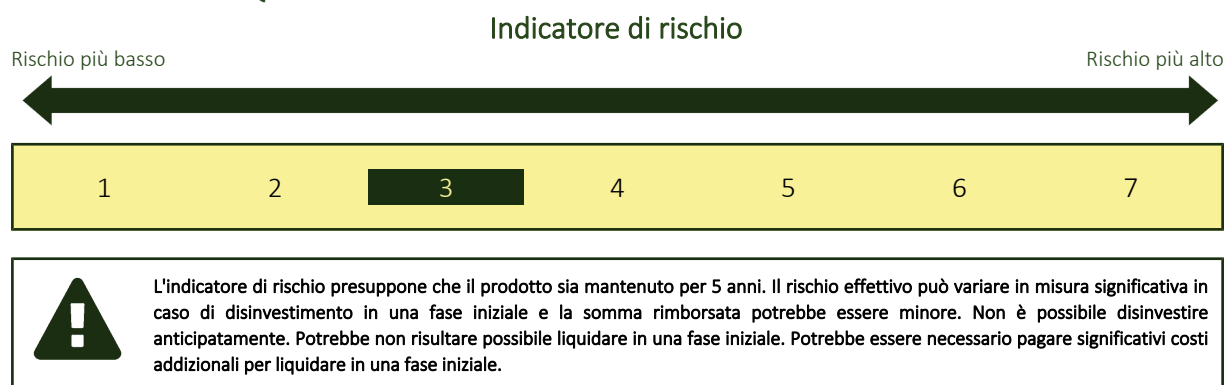 Indicatore di rischio
Rischio più basso
Rischio più alto
1 2 3 4 5 6 7
L'indicatore di rischio presuppone che il prodotto sia mantenuto per 5 anni. Il rischio effettivo può variare in misura significativa in
caso di disinvestimento in una fase iniziale e la somma rimborsata potrebbe essere minore. Non è possibile disinvestire
anticipatamente. Potrebbe non risultare possibile liquidare in una fase iniziale. Potrebbe essere necessario pagare significativi costi
addizionali per liquidare in una fase iniziale.